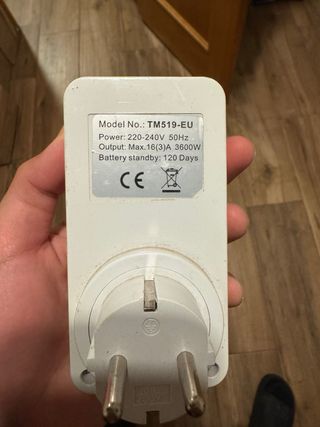 Model No.: TM519-EU
Power: 220-240V 50Hz
Output: Max.16(3)A 3600W
Battery standby: 120 Days
CE